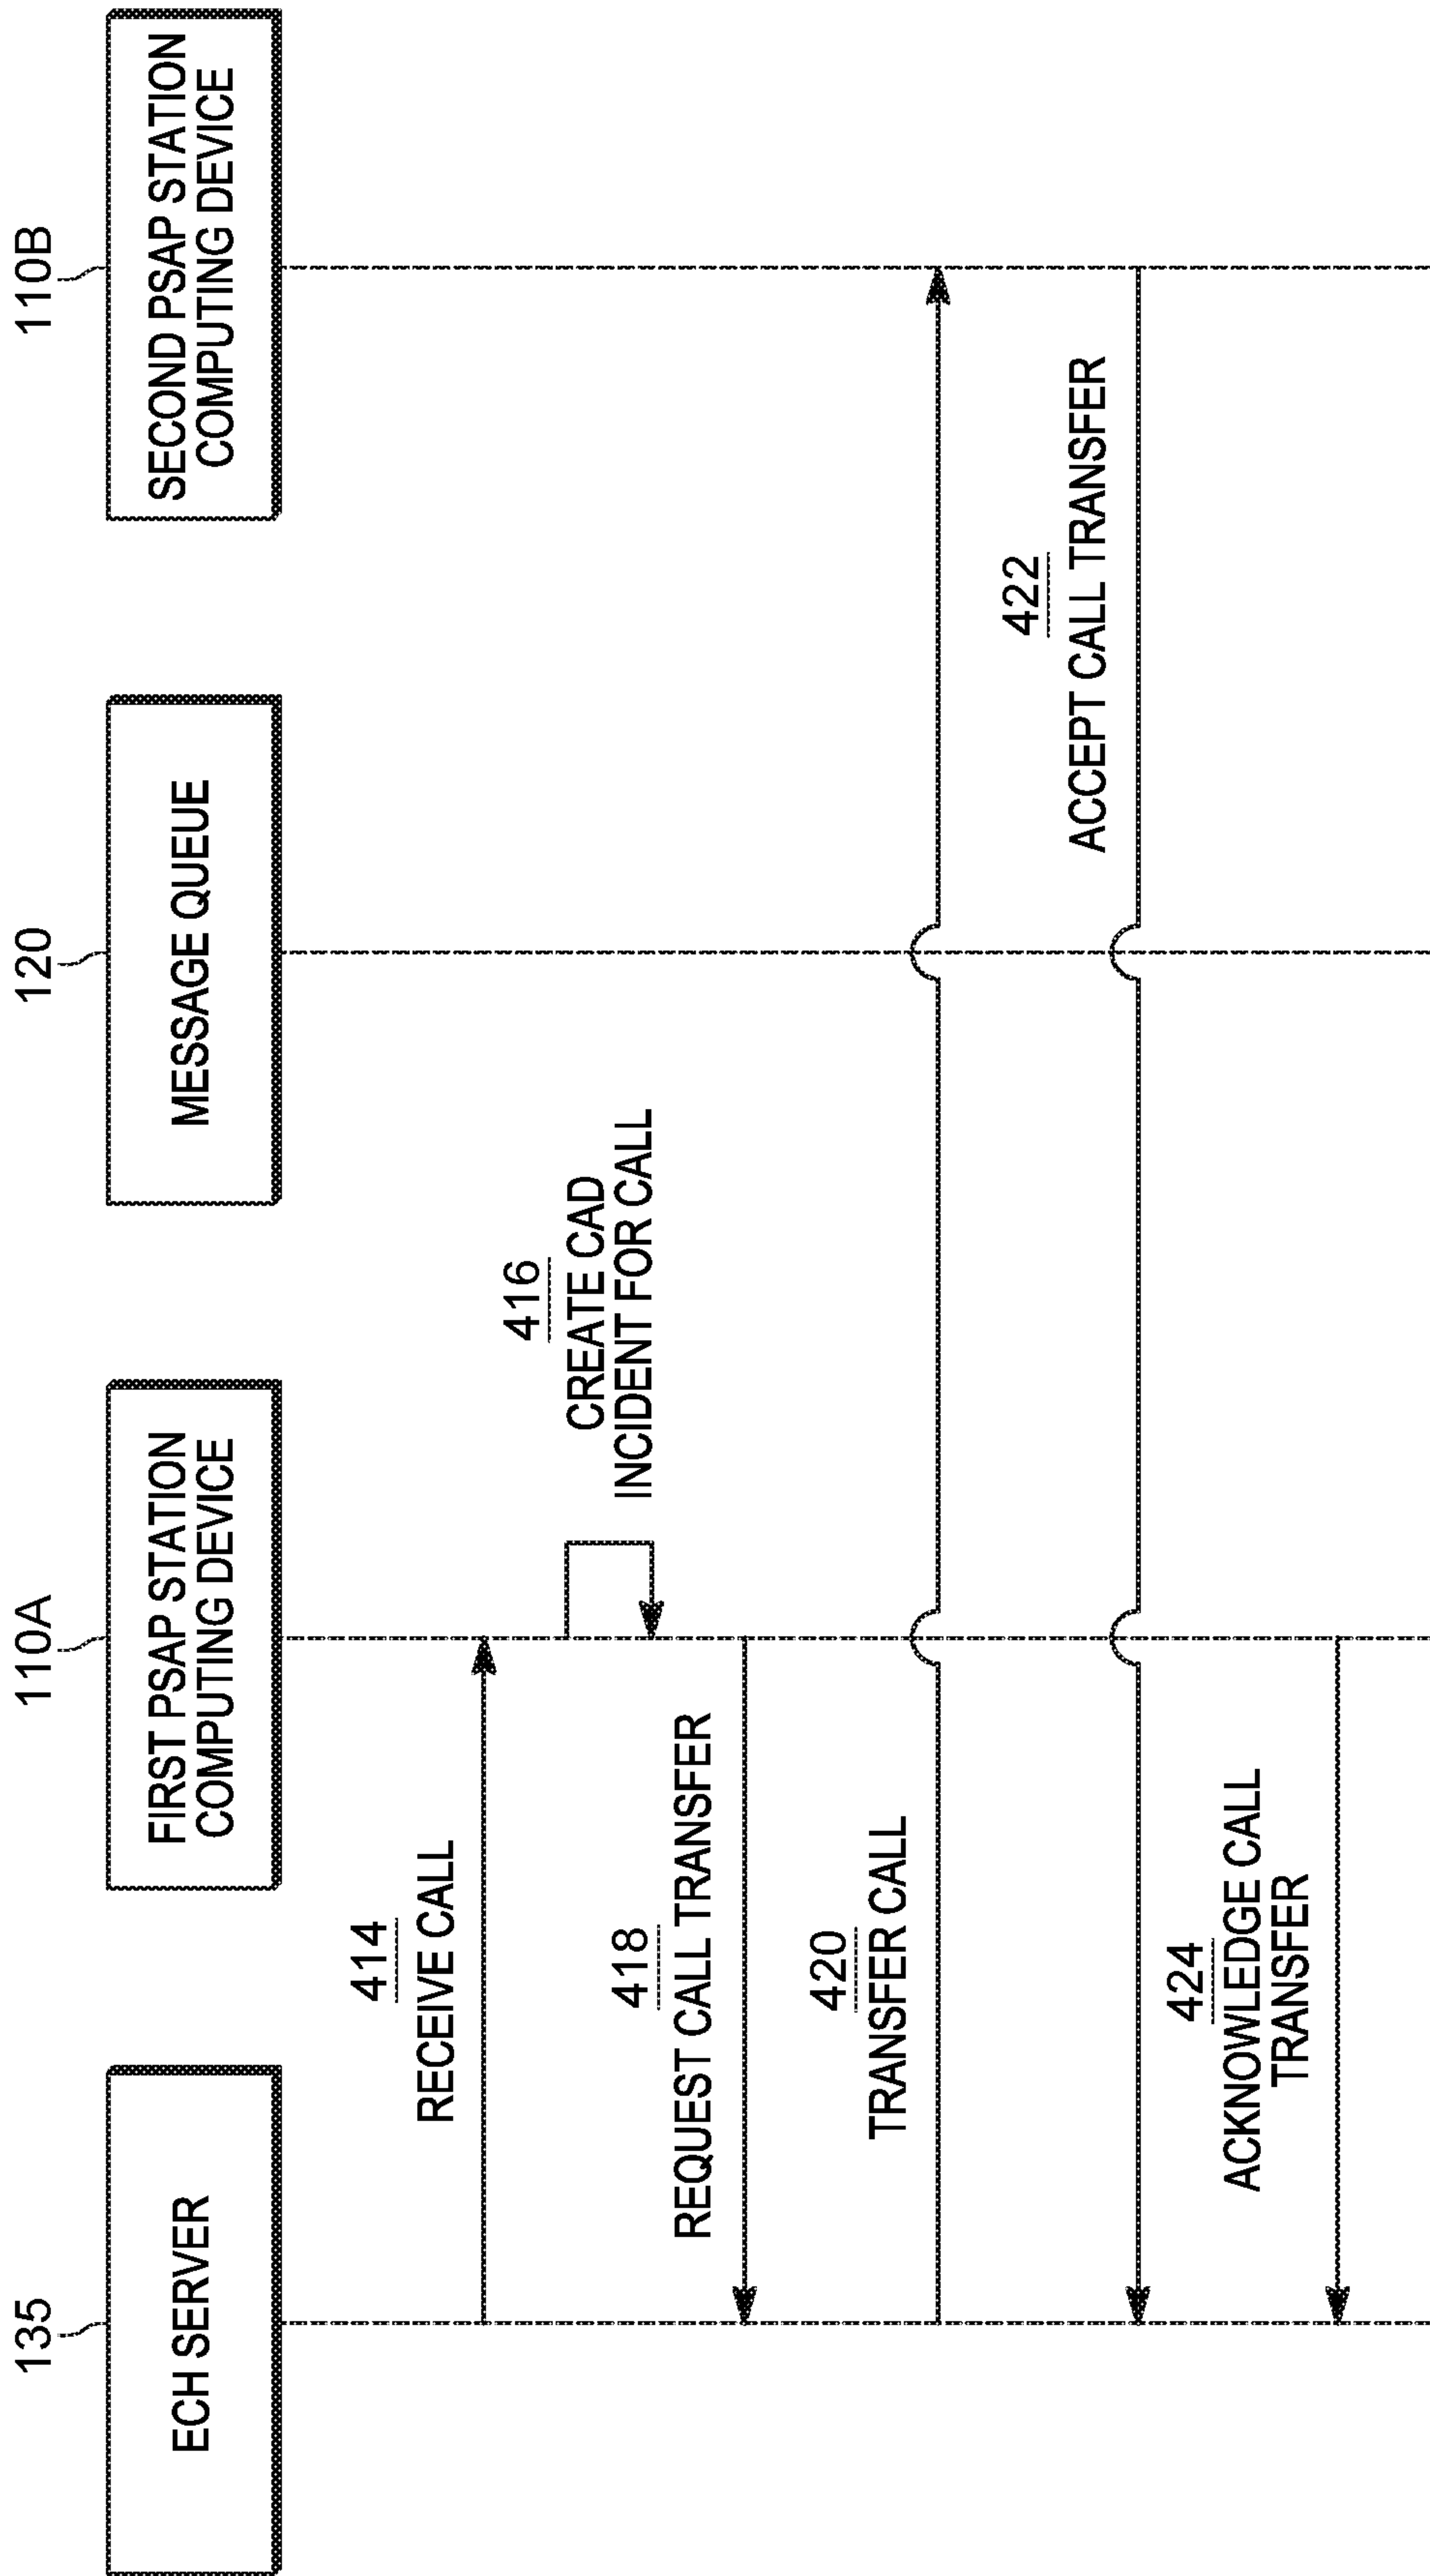 135
ECH SERVER
110A
FIRST PSAP STATION
COMPUTING DEVICE
120
MESSAGE QUEUE
110B
SECOND PSAP STATION
COMPUTING DEVICE
414
RECEIVE CALL
416
CREATE CAD
INCIDENT FOR CALL
418
REQUEST CALL TRANSFER
420
TRANSFER CALL
422
ACCEPT CALL TRANSFER
424
ACKNOWLEDGE CALL
TRANSFER